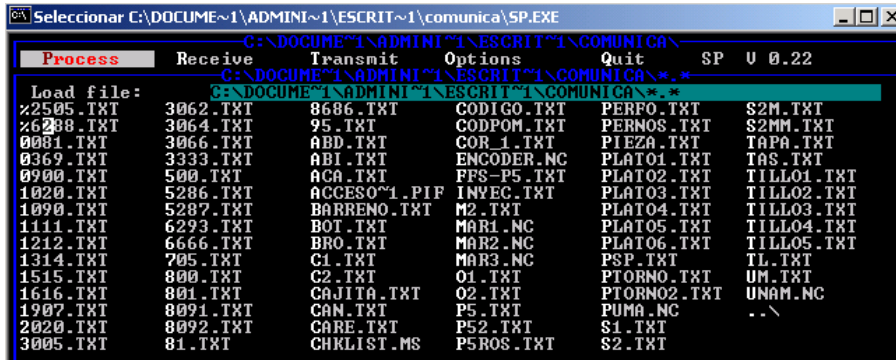 Seleccionar C:\DOCUME~1\ADMINI~1\ESCRIT~1\comunica\SP.EXE
C:\DOCUME~1\ADMINI~1\ESCRIT~1\COMUNICA\
Process Receive Transmit Options Quit SP V 0.22
C:\DOCUME~1\ADMINI~1\ESCRIT~1\COMUNICA\*.*
Load file: C:\DOCUME~1\ADMINI~1\ESCRIT~1\COMUNICA\*.*
%2505.TXT 3062.TXT 8686.TXT CODIGO.TXT PERFO.TXT S2M.TXT
%6288.TXT 3064.TXT 95.TXT CODPOM.TXT PERNOS.TXT S2MM.TXT
0081.TXT 3066.TXT ABD.TXT COR_1.TXT PIEZA.TXT TAPA.TXT
0369.TXT 3333.TXT ABI.TXT ENCODER.NC PLATO1.TXT TAS.TXT
0900.TXT 500.TXT ACA.TXT FFS-P5.TXT PLATO2.TXT TILLO1.TXT
1020.TXT 5286.TXT ACCESO~1.PIF INYEC.TXT PLATO3.TXT TILLO2.TXT
1090.TXT 5287.TXT BARRENO.TXT M2.TXT PLATO4.TXT TILLO3.TXT
1111.TXT 6293.TXT BOT.TXT MAR1.NC PLATO5.TXT TILLO4.TXT
1212.TXT 6666.TXT BRO.TXT MAR2.NC PLATO6.TXT TILLO5.TXT
1314.TXT 705.TXT C1.TXT MAR3.NC PSP.TXT TL.TXT
1515.TXT 800.TXT C2.TXT O1.TXT PTORNO.TXT UM.TXT
1616.TXT 801.TXT CAJITA.TXT O2.TXT PTORNO2.TXT UNAM.NC
1907.TXT 8091.TXT CAN.TXT P5.TXT PUMA.NC ..\
2020.TXT 8092.TXT CARE.TXT P52.TXT S1.TXT
3005.TXT 81.TXT CHKLIST.MS P5ROS.TXT S2.TXT